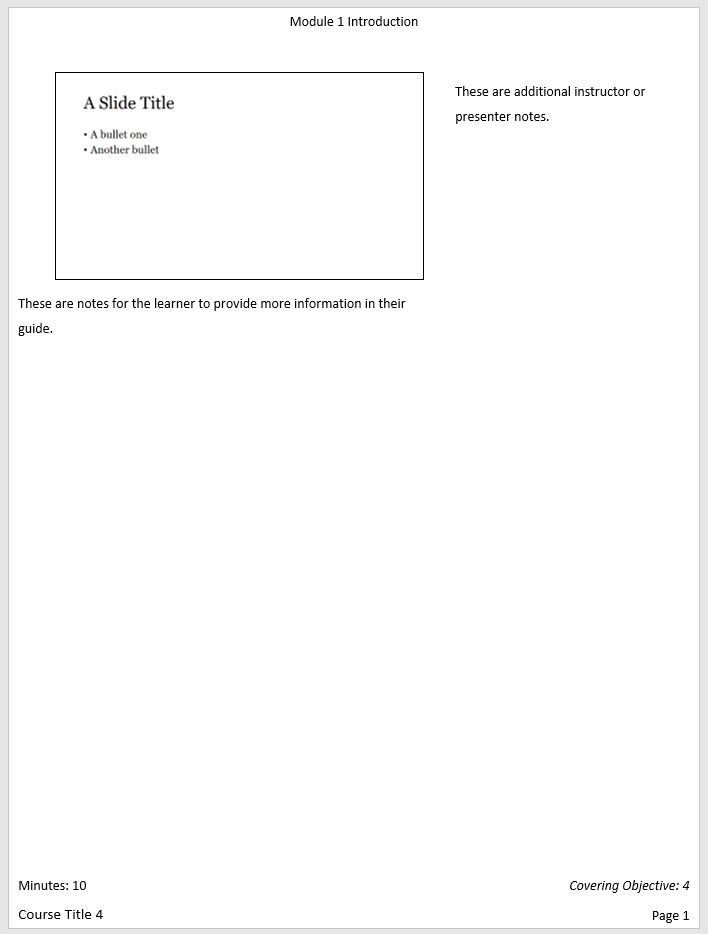 Module 1 Introduction
A Slide Title
• A bullet one
• Another bullet
These are additional instructor or
presenter notes.
These are notes for the learner to provide more information in their
guide.
Minutes: 10
Covering Objective: 4
Course Title 4
Page 1